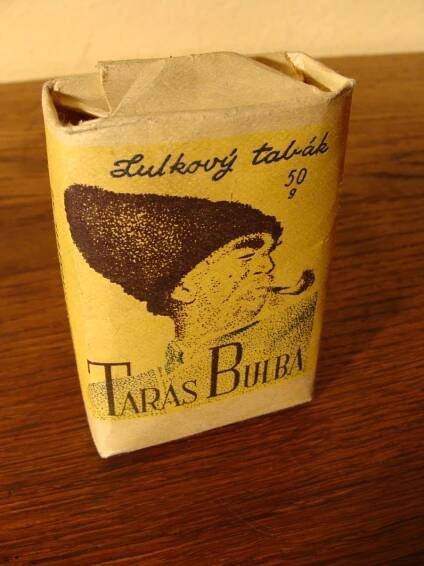 Lulkový tabák
50
g
TARAS BULBA